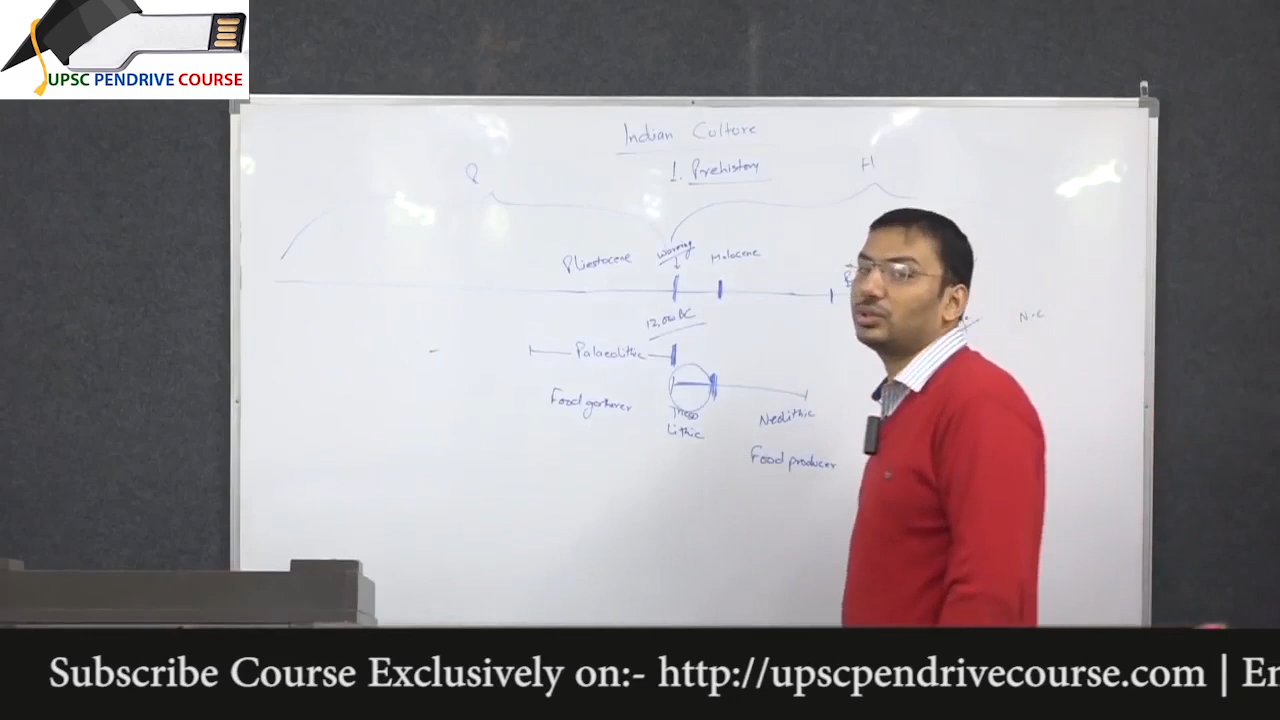 UPSC PENDRIVE COURSE
Indian Culture
P
1. Prehistory
H
Pliestocene
warming
Holocene
12,000 BC
N.C
Palaeolithic
Food gatherer
Meso
Lithic
Neolithic
Food producer
Subscribe Course Exclusively on:- http://upscpendrivecourse.com | En